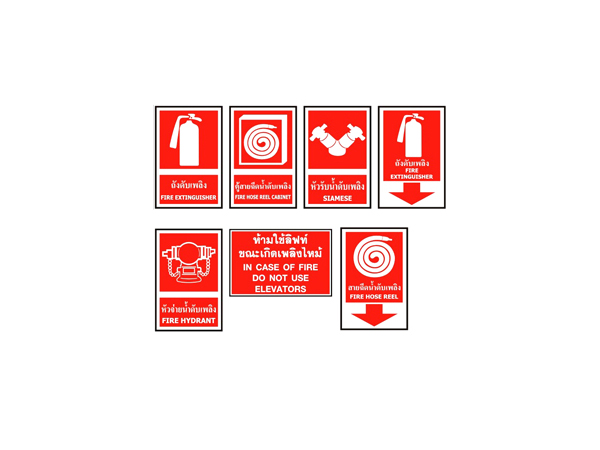 ถังดับเพลิง
FIRE EXTINGUISHER
ตู้สายฉีดน้ำดับเพลิง
FIRE HOSE REEL CABINET
หัวรับน้ำดับเพลิง
SIAMESE
ถังดับเพลิง
FIRE
EXTINGUISHER
หัวจ่ายน้ำดับเพลิง
FIRE HYDRANT
ห้ามใช้ลิฟท์
ขณะเกิดเพลิงไหม้
IN CASE OF FIRE
DO NOT USE
ELEVATORS
สายฉีดน้ำดับเพลิง
FIRE HOSE REEL